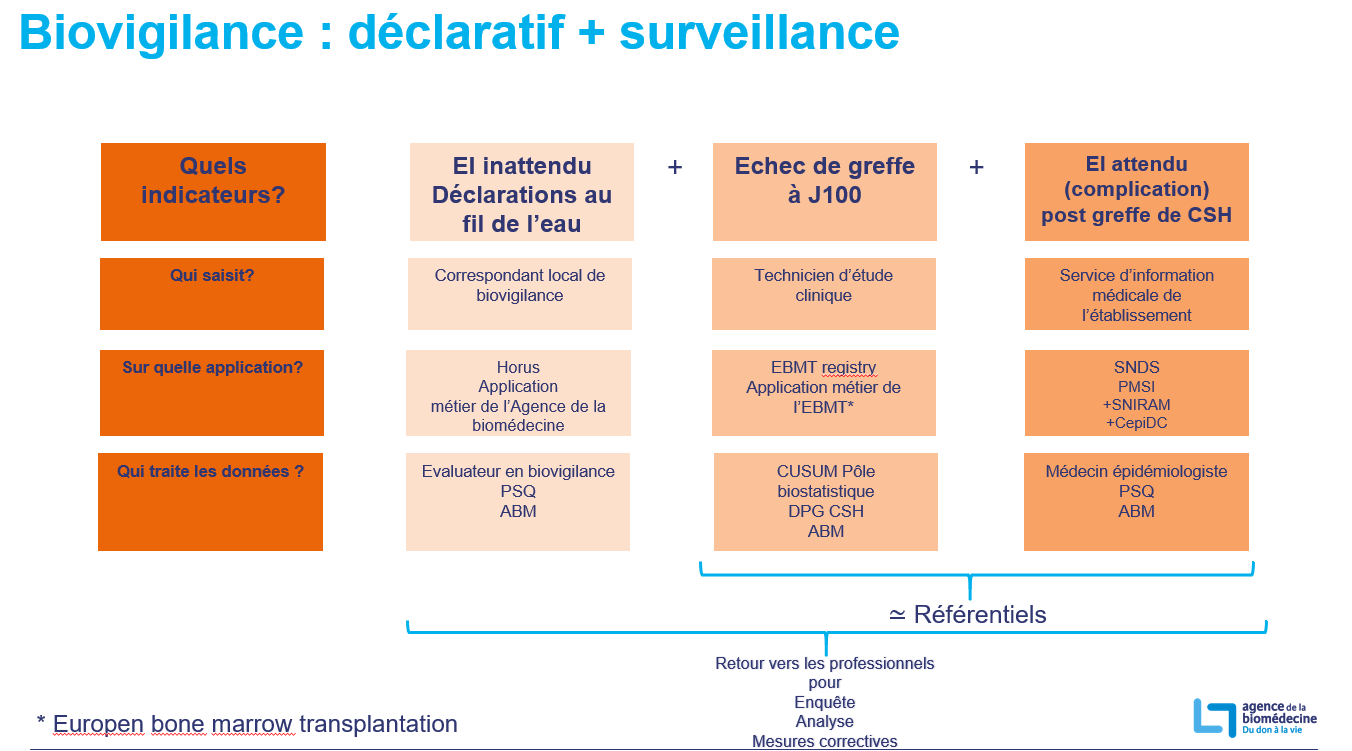 Biovigilance : déclaratif + surveillance
Quels
indicateurs?
EI inattendu
Déclarations au
fil de l’eau
+
Echec de greffe
à J100
+
EI attendu
(complication)
post greffe de CSH
Qui saisit?
Correspondant local de
biovigilance
Technicien d’étude
clinique
Service d’information
médicale de
l’établissement
Sur quelle application?
Horus
Application
métier de l’Agence de la
biomédecine
EBMT registry
Application métier de
l’EBMT*
SNDS
PMSI
+SNIRAM
+CepiDC
Qui traite les données ?
Evaluateur en biovigilance
PSQ
ABM
CUSUM Pôle
biostatistique
DPG CSH
ABM
Médecin épidémiologiste
PSQ
ABM
≃ Référentiels
Retour vers les professionnels
pour
Enquête
Analyse
Mesures correctives
* Europen bone marrow transplantation
agence de la
biomédecine
Du don à la vie